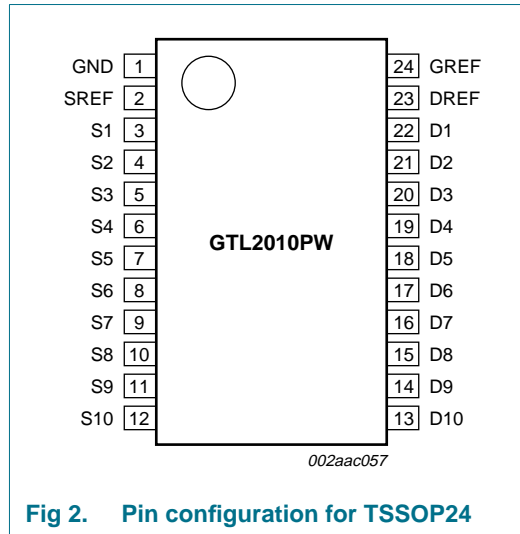 GND 1 24 GREF
SREF 2 23 DREF
S1 3 22 D1
S2 4 21 D2
S3 5 20 D3
S4 6 19 D4
GTL2010PW
S5 7 18 D5
S6 8 17 D6
S7 9 16 D7
S8 10 15 D8
S9 11 14 D9
S10 12 13 D10
002aac057
Fig 2. Pin configuration for TSSOP24